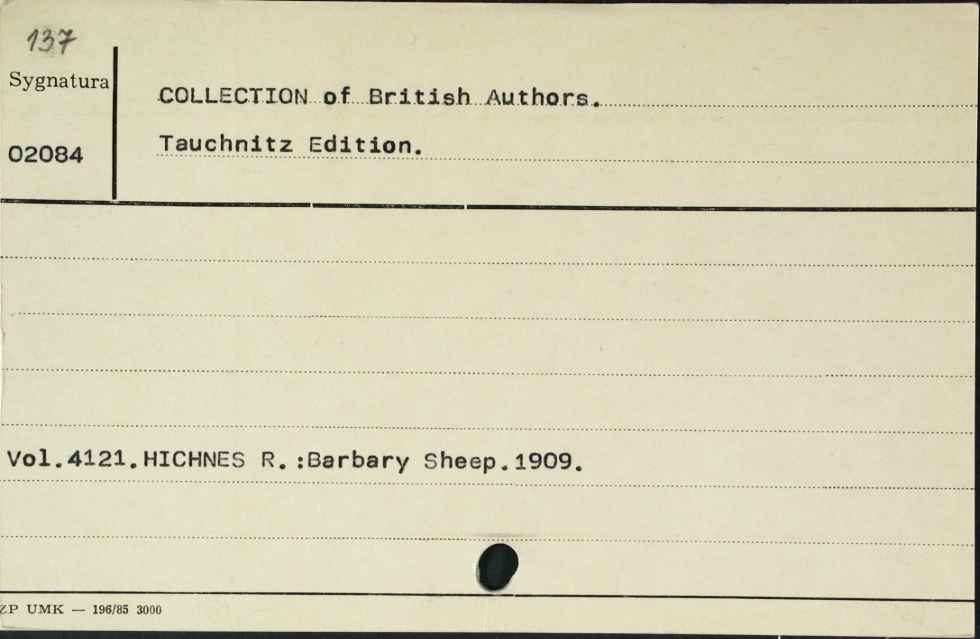 137
Sygnatura
COLLECTION of British Authors.
02084
Tauchnitz Edition.
Vol.4121.HICHNES R.:Barbary Sheep.1909.
ZP UMK — 196/85 3000